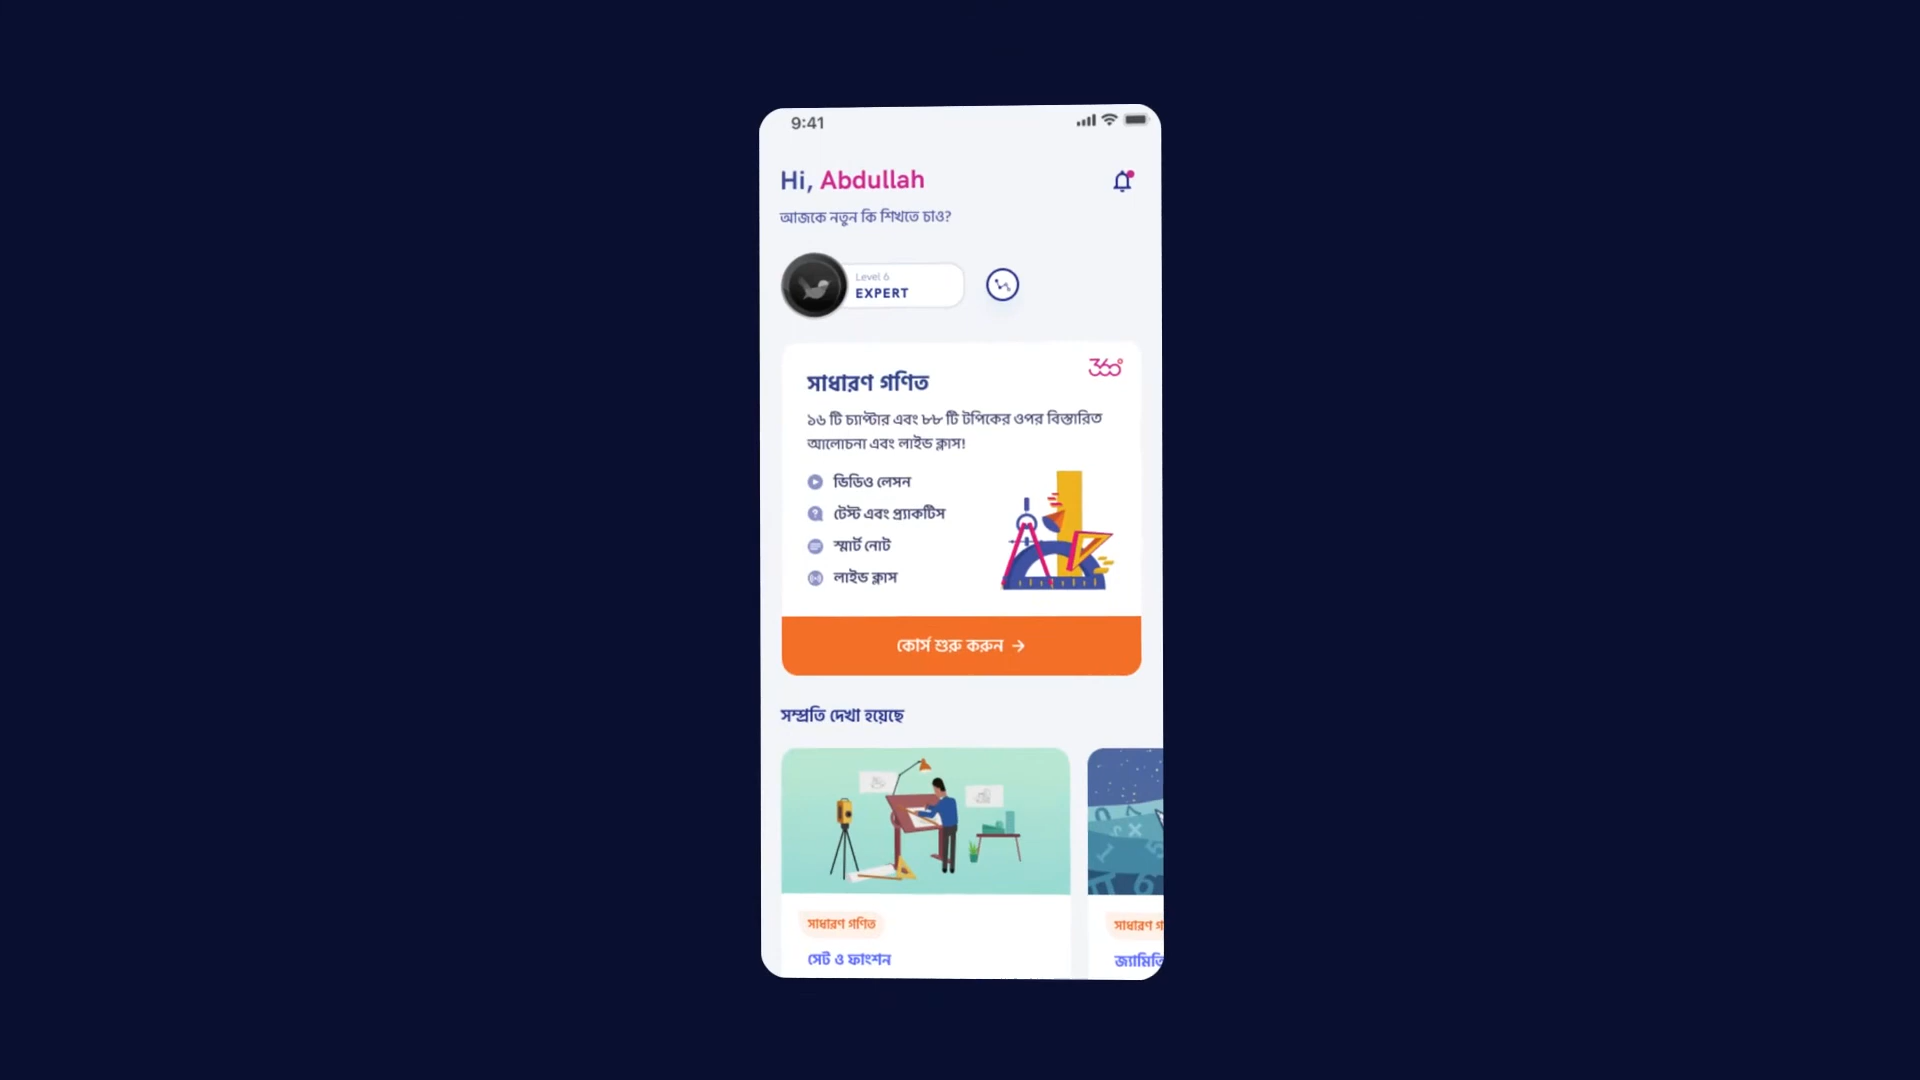 9:41
Hi, Abdullah
আজকে নতুন কি শিখতে চাও?
Level 6
EXPERT
360°
সাধারণ গণিত
১৬ টি চ্যাপ্টার এবং ৮৮ টি টপিকের ওপর বিস্তারিত
আলোচনা এবং লাইভ ক্লাস!
ভিডিও লেসন
টেস্ট এবং প্র্যাকটিস
স্মার্ট নোট
লাইভ ক্লাস
কোর্স শুরু করুন →
সম্প্রতি দেখা হয়েছে
সাধারণ গণিত
সেট ও ফাংশন
সাধারণ